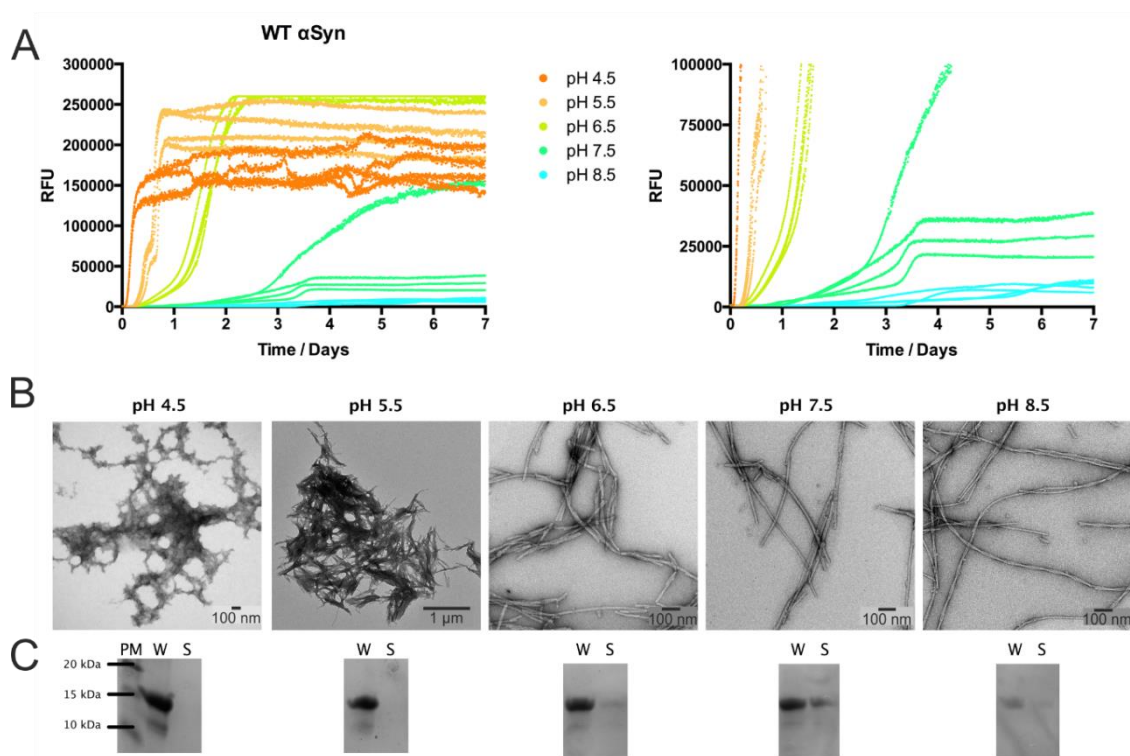 A
WT αSyn
300000
250000
200000
150000
100000
50000
0
RFU
0 1 2 3 4 5 6 7
Time / Days
pH 4.5
pH 5.5
pH 6.5
pH 7.5
pH 8.5
100000
75000
50000
25000
0
RFU
0 1 2 3 4 5 6 7
Time / Days
B
pH 4.5 pH 5.5 pH 6.5 pH 7.5 pH 8.5
100 nm 1 μm 100 nm 100 nm 100 nm
C
PM W S W S W S W S W S
20 kDa
15 kDa
10 kDa